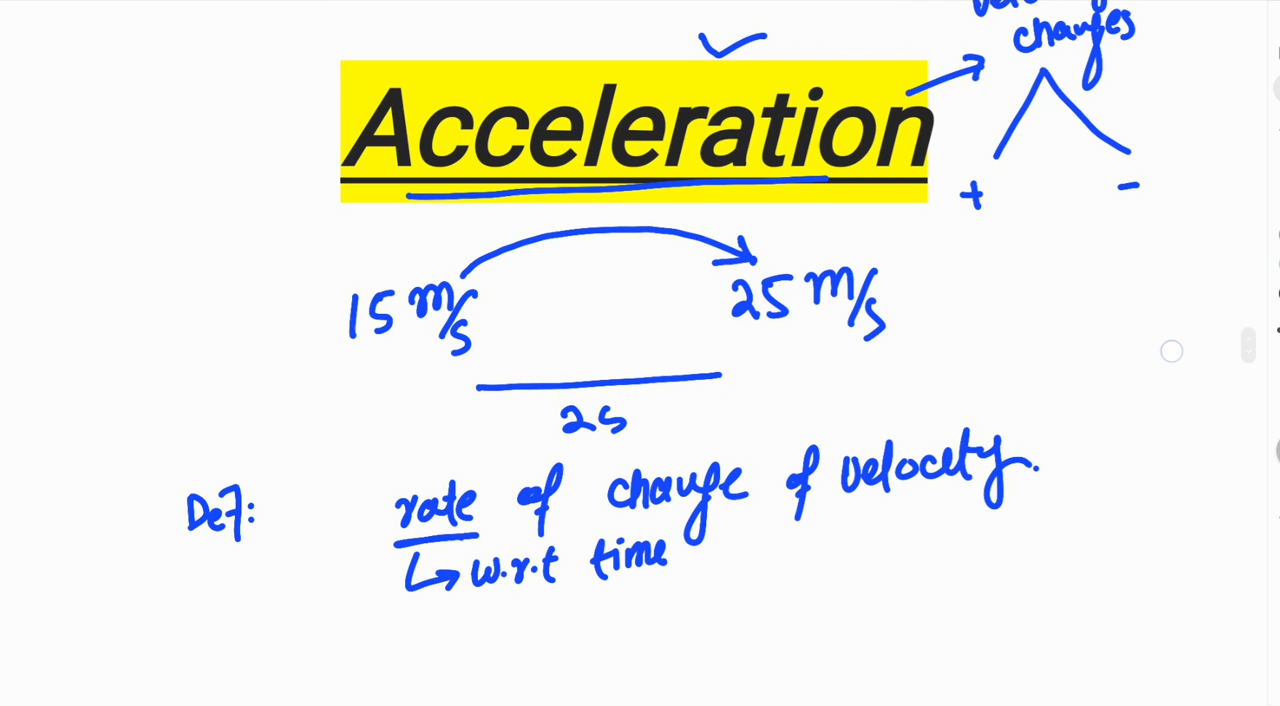 changes
Acceleration
+ -
15 m/s 25 m/s
2s
Def: rate of change of velocity.
w.r.t time